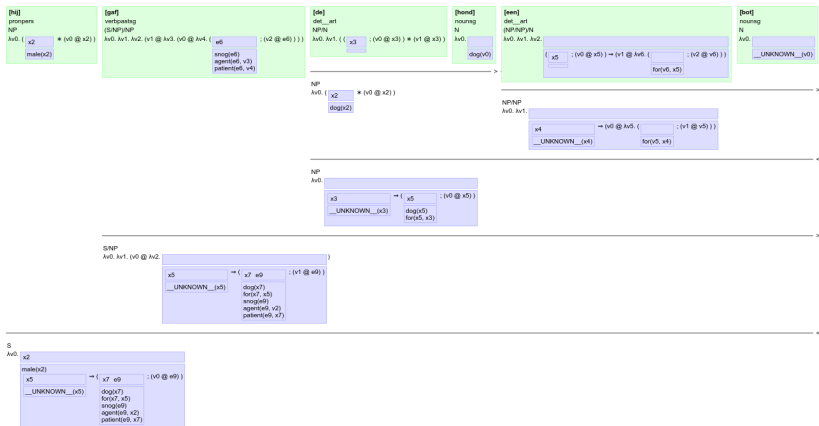 [hij]
pronpers
NP
λv0. ( x2 ∗ (v0 @ x2) )
male(x2)
[gaf]
verbpastsg
(S/NP)/NP
λv0. λv1. λv2. (v1 @ λv3. (v0 @ λv4. ( e6 ; (v2 @ e6) ) ) )
snog(e6)
agent(e6, v3)
patient(e6, v4)
[de]
det__art
NP/N
λv0. λv1. ( ( x3 ; (v0 @ x3) ) ∗ (v1 @ x3) )
[hond]
nounsg
N
λv0.
dog(v0)
[een]
det__art
(NP/NP)/N
λv0. λv1. λv2.
( x5 ; (v0 @ x5) ) ⇒ (v1 @ λv6. ( ; (v2 @ v6) ) )
for(v6, x5)
[bot]
nounsg
N
λv0.
__UNKNOWN__(v0)
>
NP
λv0. ( x2 ∗ (v0 @ x2) )
dog(x2)
>
NP/NP
λv0. λv1.
x4 ⇒ (v0 @ λv5. ( ; (v1 @ v5) ) )
__UNKNOWN__(x4) for(v5, x4)
<
NP
λv0.
x3 ⇒ ( x5 ; (v0 @ x5) )
__UNKNOWN__(x3) dog(x5)
for(x5, x3)
>
S/NP
λv0. λv1. (v0 @ λv2. )
x5 ⇒ ( x7 e9 ; (v1 @ e9) )
__UNKNOWN__(x5) dog(x7)
for(x7, x5)
snog(e9)
agent(e9, v2)
patient(e9, x7)
<
S
λv0. x2
male(x2)
x5 ⇒ ( x7 e9 ; (v0 @ e9) )
__UNKNOWN__(x5) dog(x7)
for(x7, x5)
snog(e9)
agent(e9, x2)
patient(e9, x7)